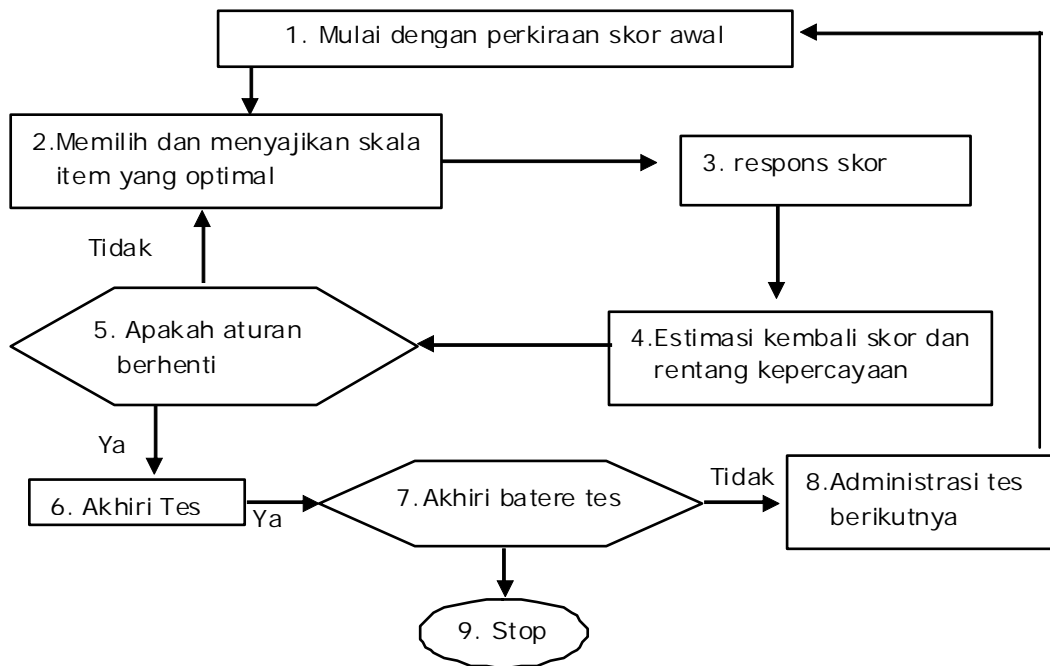 1. Mulai dengan perkiraan skor awal
2.Memilih dan menyajikan skala
item yang optimal
3. respons skor
Tidak
5. Apakah aturan
berhenti
4.Estimasi kembali skor dan
rentang kepercayaan
Ya
6. Akhiri Tes
Ya
7.Akhiri batere tes
Tidak
8.Administrasi tes
berikutnya
9. Stop